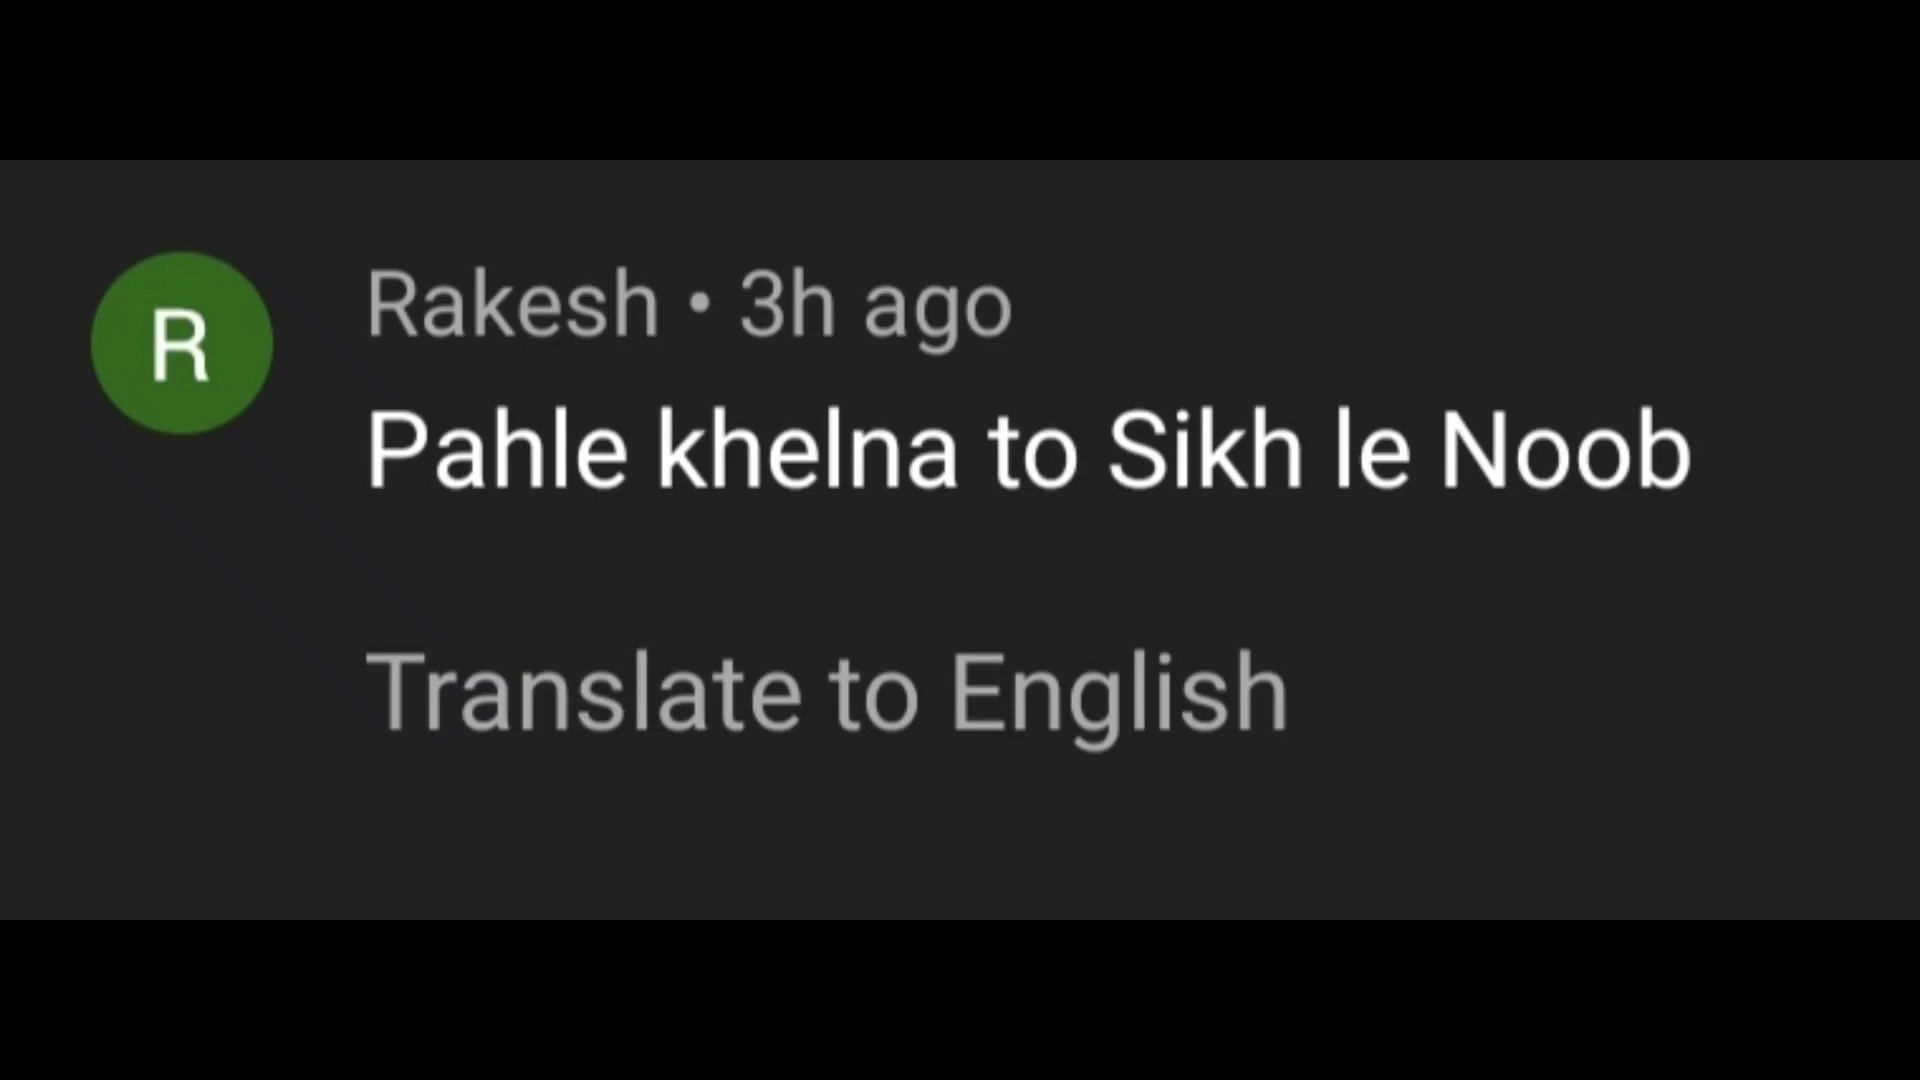 R
Rakesh • 3h ago
Pahle khelna to Sikh le Noob
Translate to English